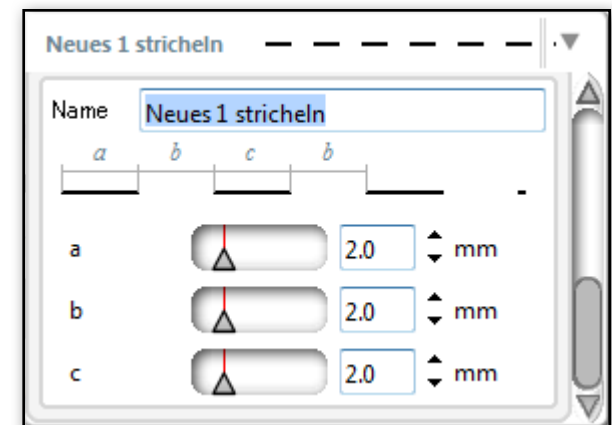 Neues 1 stricheln
Name Neues 1 stricheln
a b c b
a 2.0 mm
b 2.0 mm
c 2.0 mm